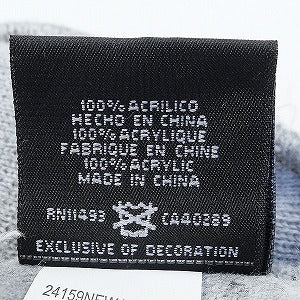 100% ACRILICO
HECHO EN CHINA
100% ACRYLIQUE
FABRIQUE EN CHINE
100% ACRYLIC
MADE IN CHINA
RN11493 CA40289
EXCLUSIVE OF DECORATION
24159NEW